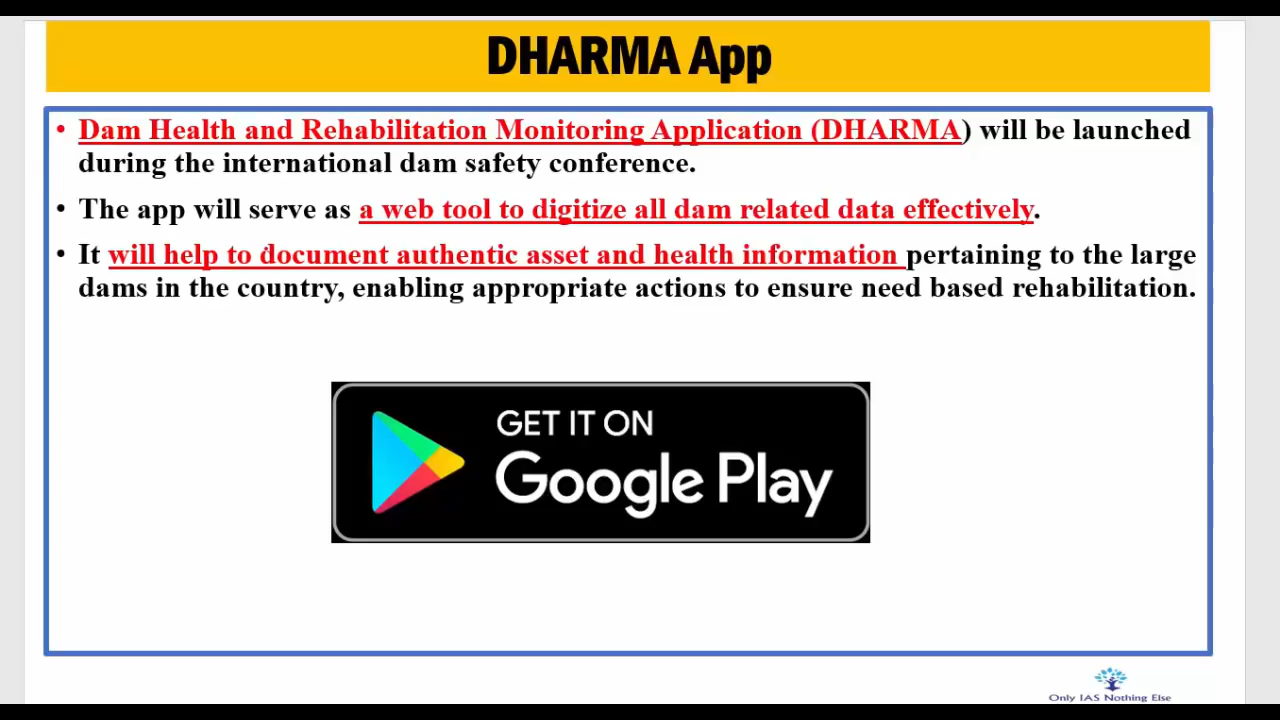 DHARMA App
• Dam Health and Rehabilitation Monitoring Application (DHARMA) will be launched
during the international dam safety conference.
• The app will serve as a web tool to digitize all dam related data effectively.
• It will help to document authentic asset and health information pertaining to the large
dams in the country, enabling appropriate actions to ensure need based rehabilitation.
GET IT ON
Google Play
Only IAS Nothing Else